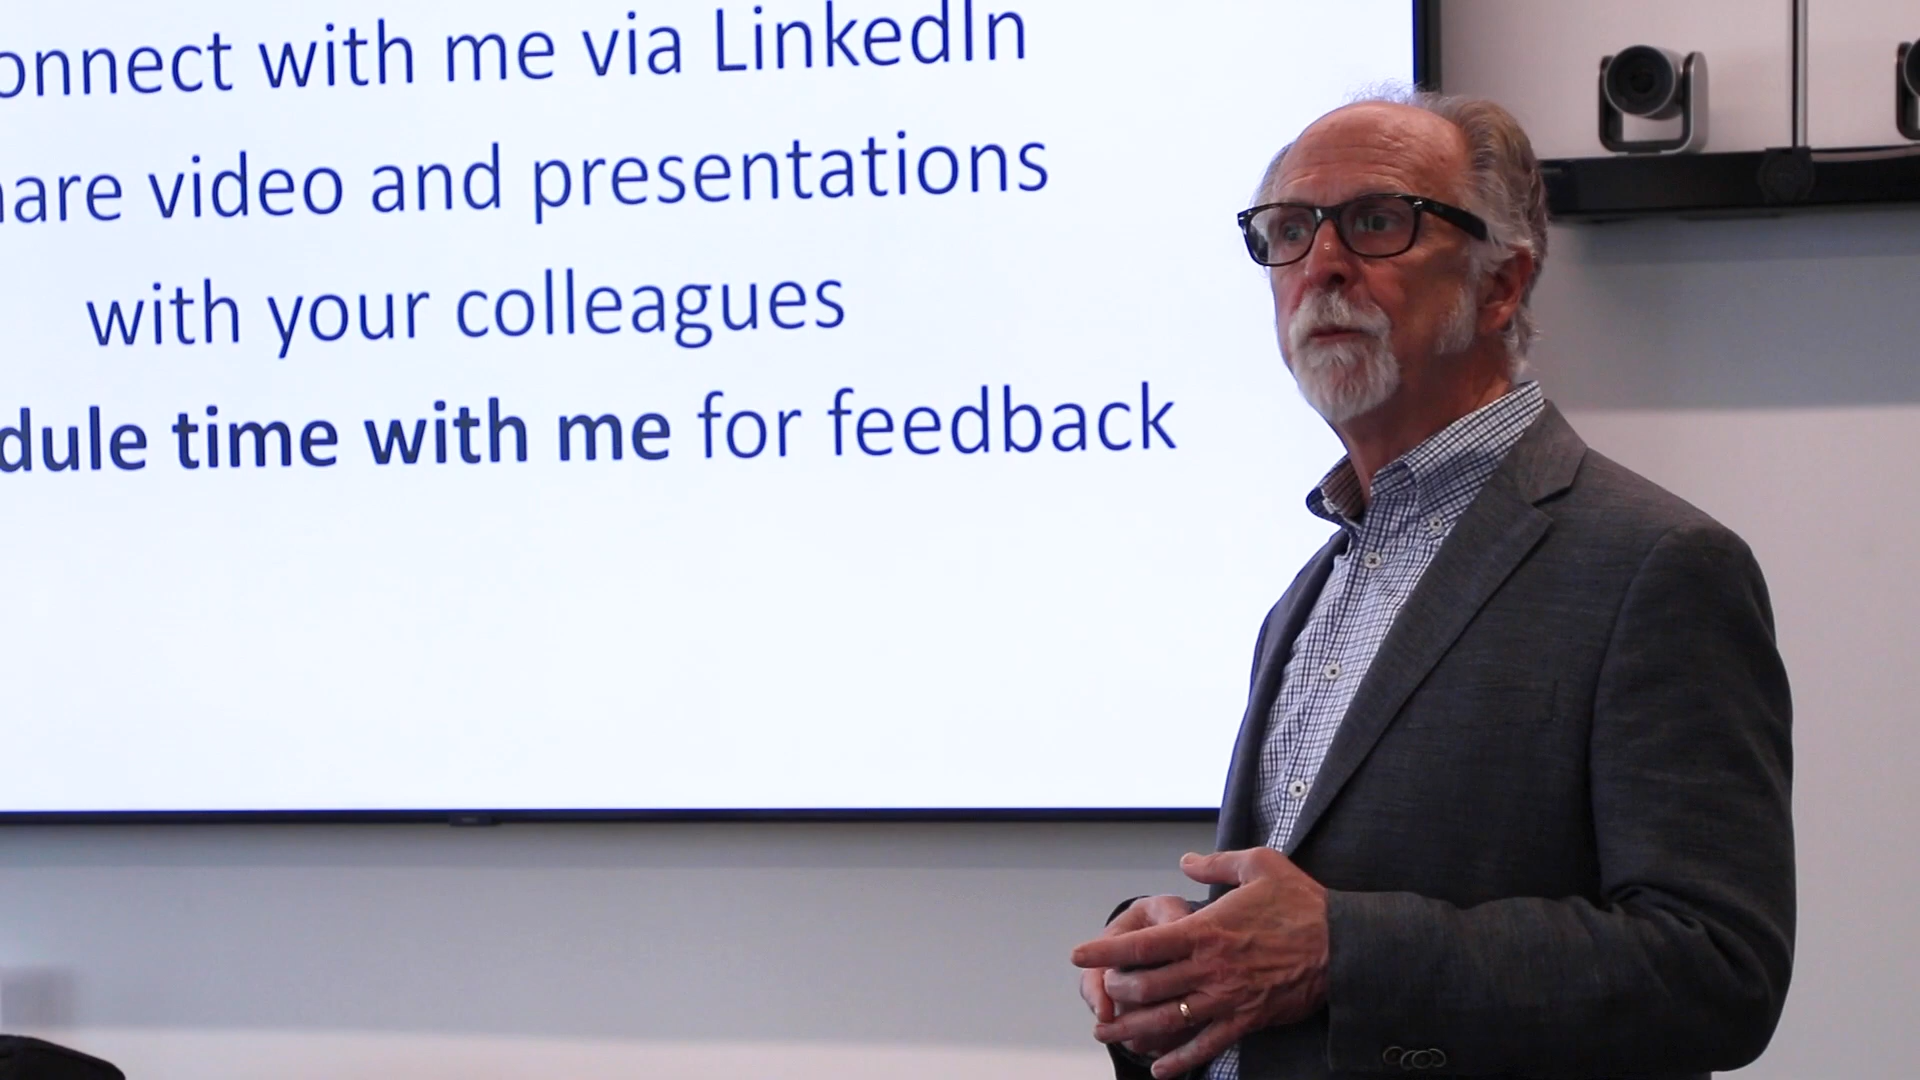 onnect with me via LinkedIn
hare video and presentations
with your colleagues
dule time with me for feedback